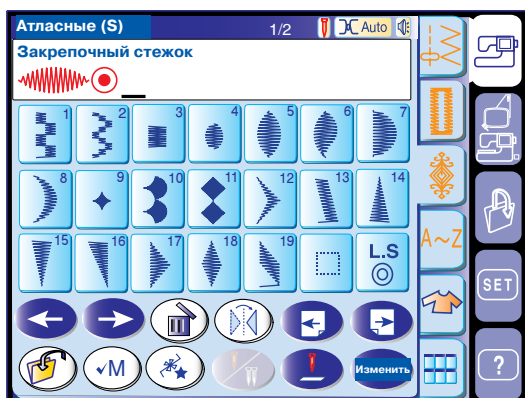 Атласные (S) 1/2 Auto
Закрепочный стежок
1 2 3 4 5 6 7
8 9 10 11 12 13 14
15 16 17 18 19 L.S
A~Z
SET
✓M Изменить ?